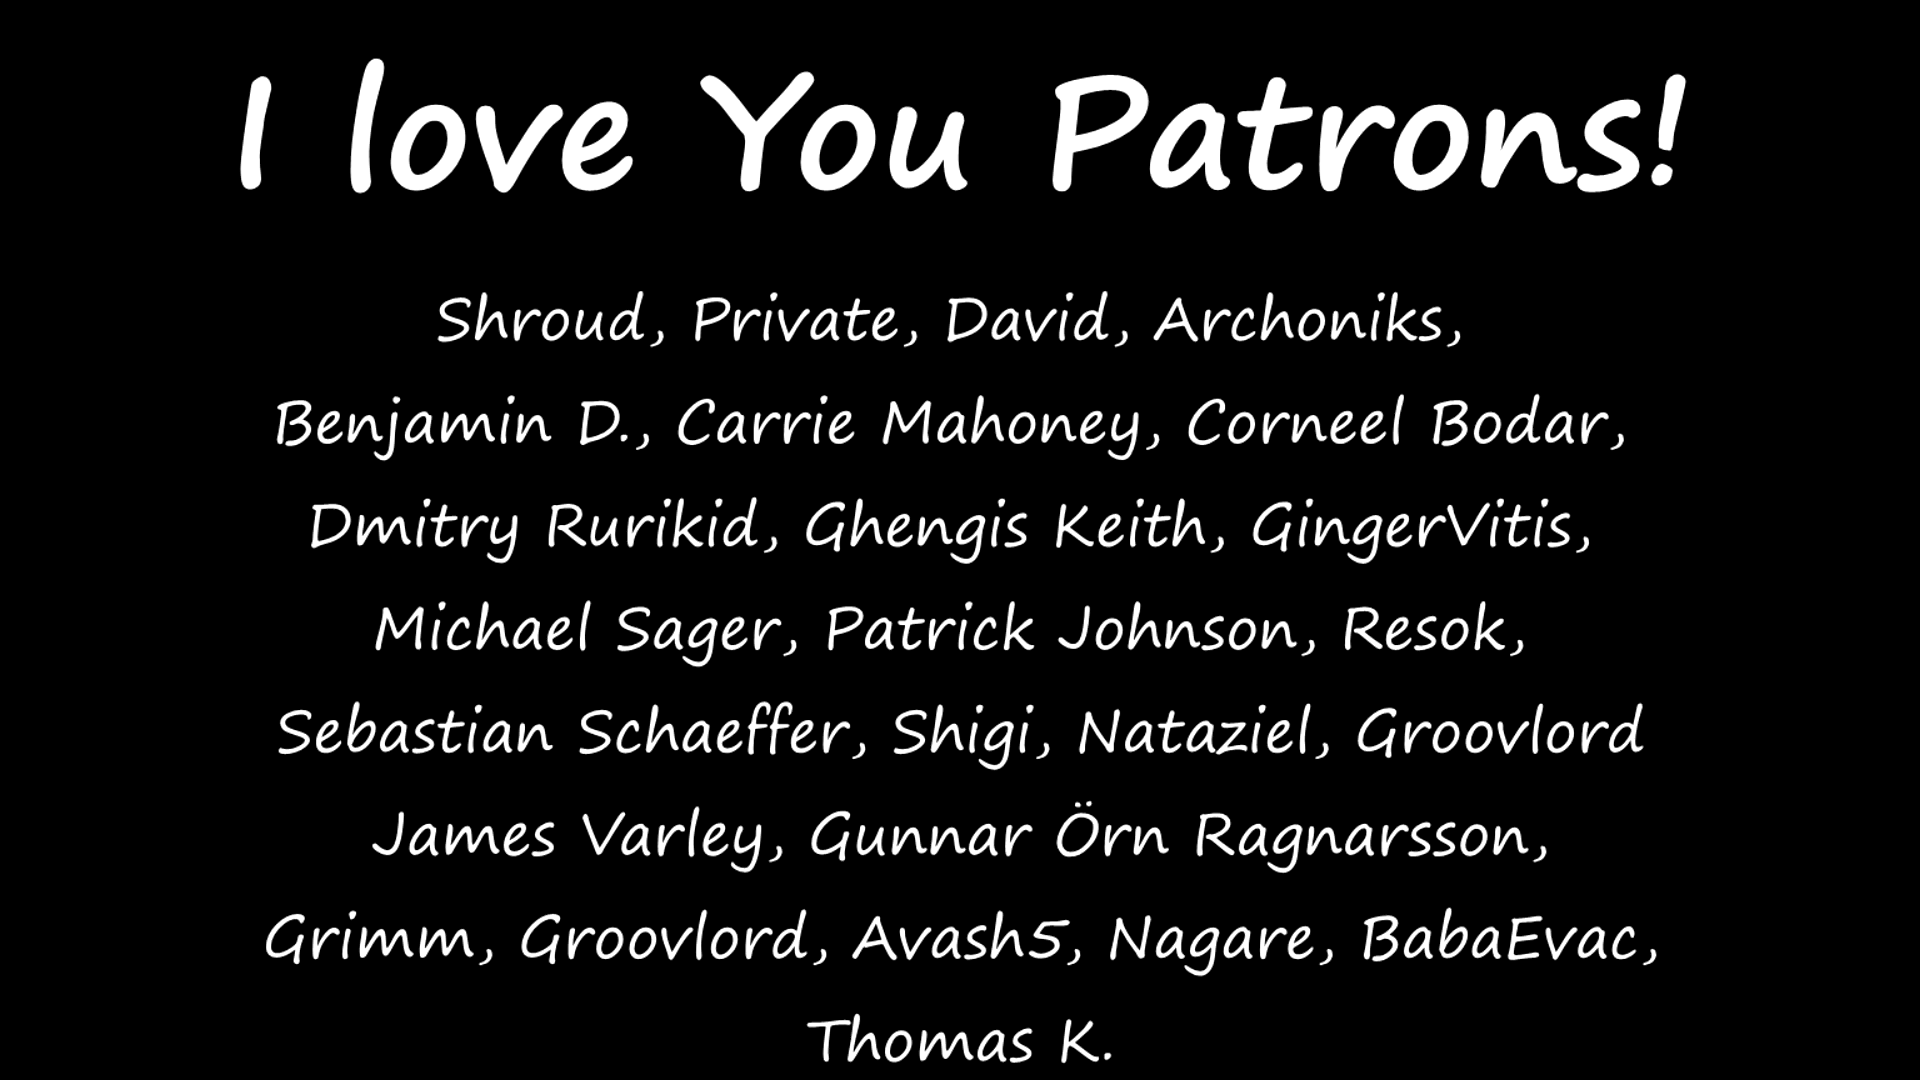 I love You Patrons!
Shroud, Private, David, Archoniks,
Benjamin D., Carrie Mahoney, Corneel Bodar,
Dmitry Rurikid, Ghengis Keith, GingerVitis,
Michael Sager, Patrick Johnson, Resok,
Sebastian Schaeffer, Shigi, Nataziel, Groovlord
James Varley, Gunnar Örn Ragnarsson,
Grimm, Groovlord, Avash5, Nagare, BabaEvac,
Thomas K.